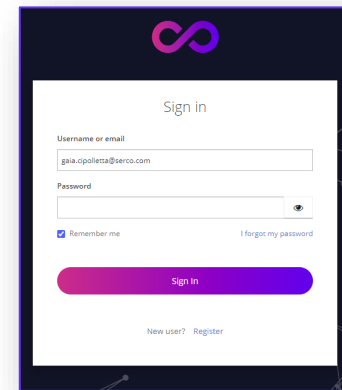 Sign in
Username or email
gaia.cipolletta@serco.com
Password
Remember me I forgot my password
Sign In
New user? Register